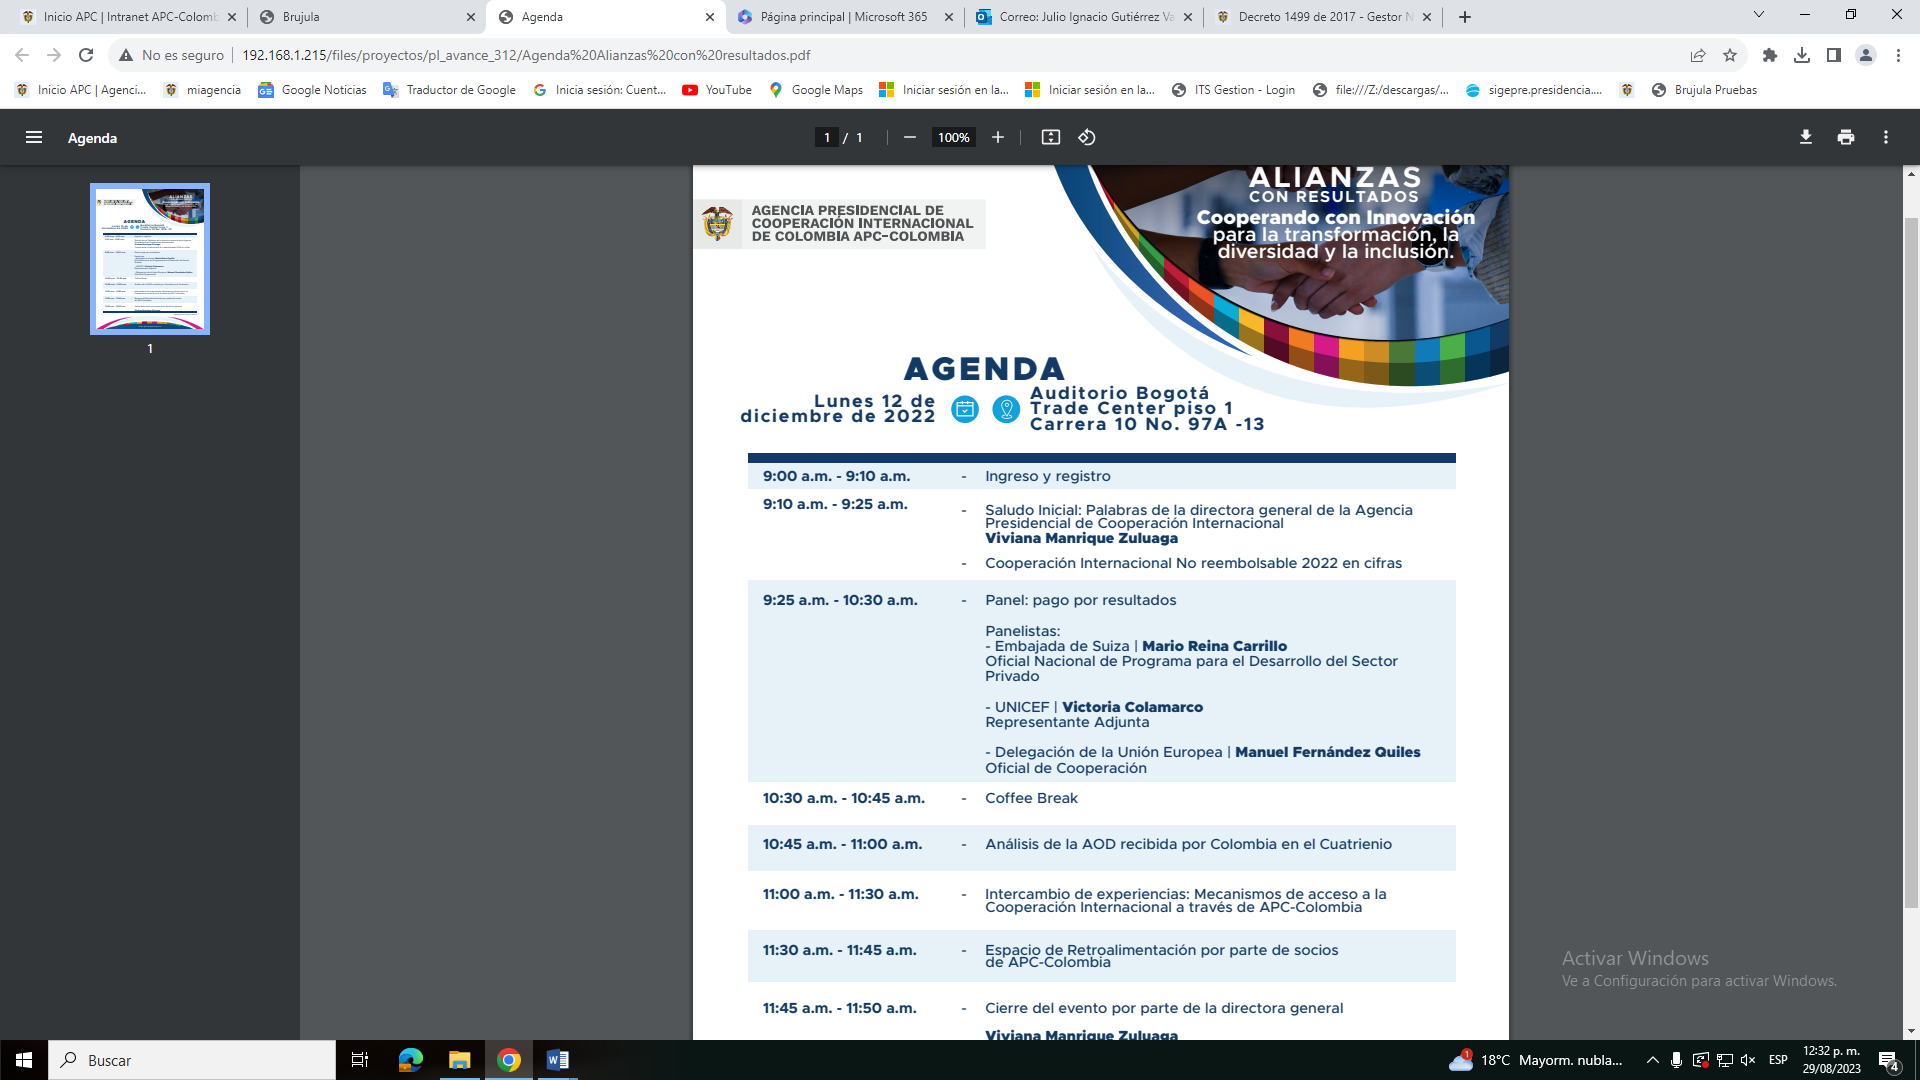 Inicio APC | Intranet APC-Colomb
Brujula
Agenda
Página principal | Microsoft 365
Correo: Julio Ignacio Gutiérrez Va
Decreto 1499 de 2017 - Gestor N
No es seguro
192.168.1.215/files/proyectos/pl_avance_312/Agenda%20Alianzas%20con%20resultados.pdf
Inicio APC | Agenci...
miagencia
Google Noticias
Traductor de Google
Inicia sesión: Cuent...
YouTube
Google Maps
Iniciar sesión en la...
Iniciar sesión en la...
ITS Gestion - Login
file:///Z:/descargas/...
sigepre.presidencia....
Brujula Pruebas
Agenda
1 / 1
100%
1
AGENCIA PRESIDENCIAL DE
COOPERACIÓN INTERNACIONAL
DE COLOMBIA APC-COLOMBIA
ALIANZAS
CON RESULTADOS
Cooperando con Innovación
para la transformación, la
diversidad y la inclusión.
AGENDA
Lunes 12 de
diciembre de 2022
Auditorio Bogotá
Trade Center piso 1
Carrera 10 No. 97A -13
9:00 a.m. - 9:10 a.m. - Ingreso y registro
9:10 a.m. - 9:25 a.m. - Saludo Inicial: Palabras de la directora general de la Agencia
Presidencial de Cooperación Internacional
Viviana Manrique Zuluaga
- Cooperación Internacional No reembolsable 2022 en cifras
9:25 a.m. - 10:30 a.m. - Panel: pago por resultados
Panelistas:
- Embajada de Suiza | Mario Reina Carrillo
Oficial Nacional de Programa para el Desarrollo del Sector
Privado
- UNICEF | Victoria Colamarco
Representante Adjunta
- Delegación de la Unión Europea | Manuel Fernández Quiles
Oficial de Cooperación
10:30 a.m. - 10:45 a.m. - Coffee Break
10:45 a.m. - 11:00 a.m. - Análisis de la AOD recibida por Colombia en el Cuatrienio
11:00 a.m. - 11:30 a.m. - Intercambio de experiencias: Mecanismos de acceso a la
Cooperación Internacional a través de APC-Colombia
11:30 a.m. - 11:45 a.m. - Espacio de Retroalimentación por parte de socios
de APC-Colombia
11:45 a.m. - 11:50 a.m. - Cierre del evento por parte de la directora general
Viviana Manrique Zuluaga
Activar Windows
Ve a Configuración para activar Windows.
Buscar
1
18°C Mayorm. nubla...
ESP
12:32 p. m.
29/08/2023
4